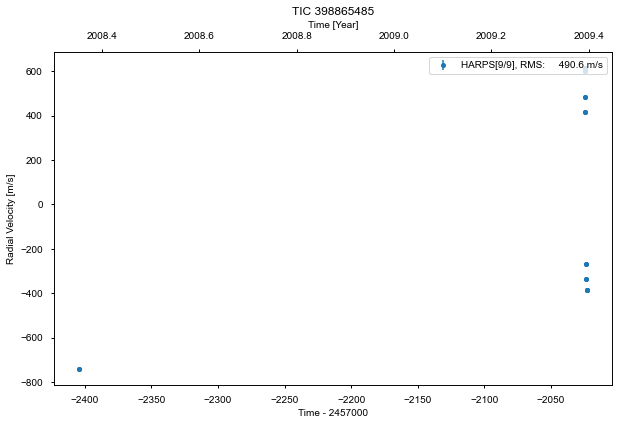 TIC 398865485
Time [Year]
2008.4 2008.6 2008.8 2009.0 2009.2 2009.4
HARPS[9/9], RMS: 490.6 m/s
600
400
200
0
−200
−400
−600
−800
Radial Velocity [m/s]
−2400 −2350 −2300 −2250 −2200 −2150 −2100 −2050
Time - 2457000